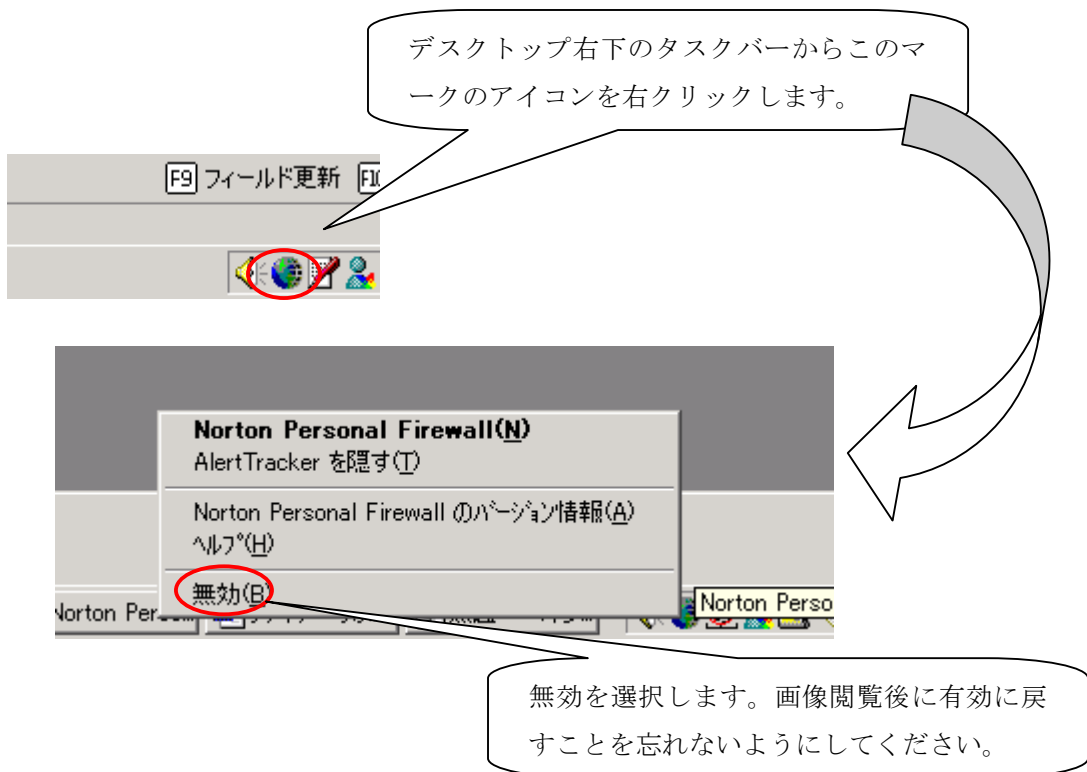 デスクトップ右下のタスクバーからこのマ
ークのアイコンを右クリックします。
F9 フィールド更新
Norton Personal Firewall(N)
AlertTracker を隠す(T)
Norton Personal Firewall のバージョン情報(A)
ヘルプ(H)
無効(B)
Norton Per
Norton Perso
無効を選択します。画像閲覧後に有効に戻
すことを忘れないようにしてください。